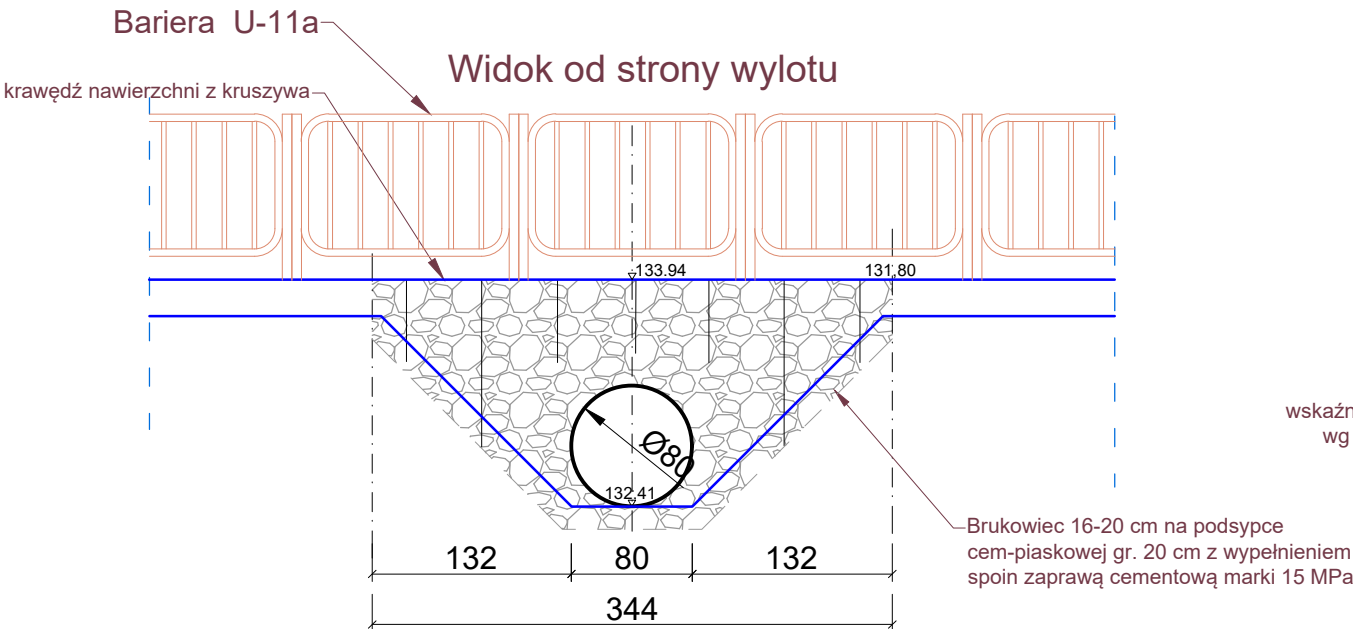 Bariera U-11a
Widok od strony wylotu
krawędź nawierzchni z kruszywa
133.94
131.80
Ø80
132.41
wskaźn
wg
Brukowiec 16-20 cm na podsypce
cem-piaskowej gr. 20 cm z wypełnieniem
spoin zaprawą cementową marki 15 MPa
132
80
132
344